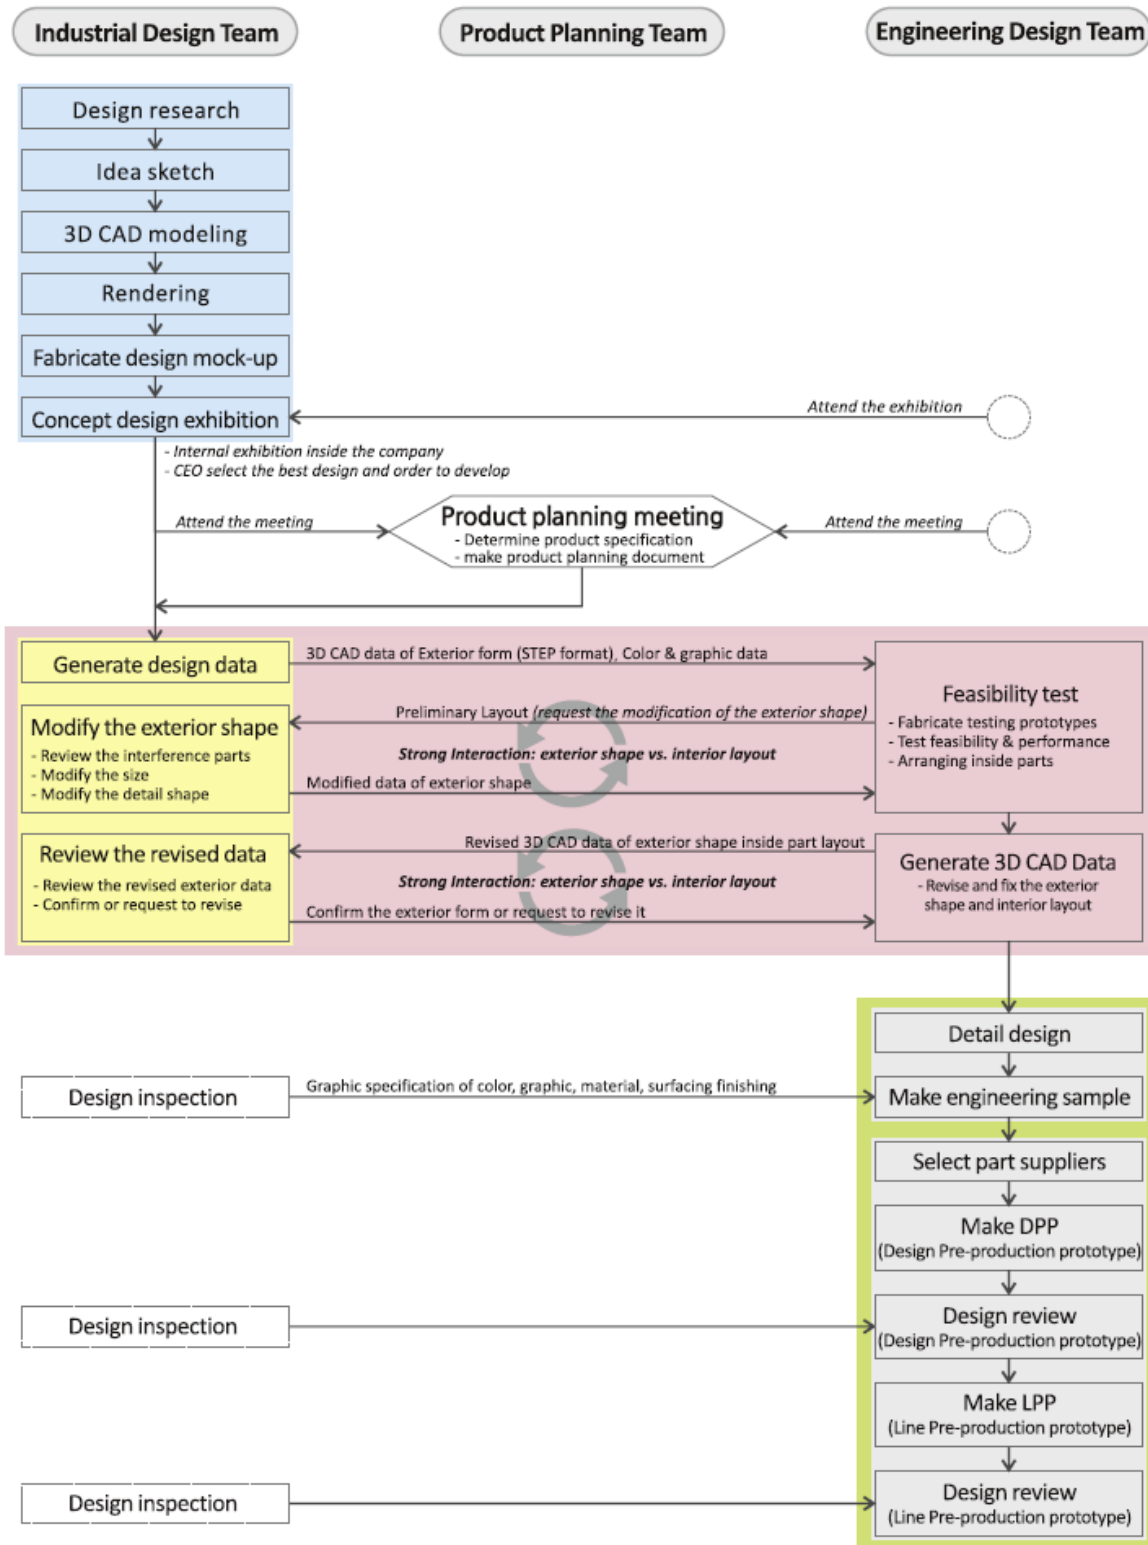 Industrial Design Team
Product Planning Team
Engineering Design Team
Design research
Idea sketch
3D CAD modeling
Rendering
Fabricate design mock-up
Concept design exhibition
Attend the exhibition
- Internal exhibition inside the company
- CEO select the best design and order to develop
Attend the meeting
Product planning meeting
- Determine product specification
- make product planning document
Attend the meeting
Generate design data
3D CAD data of Exterior form (STEP format), Color & graphic data
Feasibility test
- Fabricate testing prototypes
- Test feasibility & performance
- Arranging inside parts
Modify the exterior shape
- Review the interference parts
- Modify the size
- Modify the detail shape
Preliminary Layout (request the modification of the exterior shape)
Strong Interaction: exterior shape vs. interior layout
Modified data of exterior shape
Review the revised data
- Review the revised exterior data
- Confirm or request to revise
Revised 3D CAD data of exterior shape inside part layout
Strong Interaction: exterior shape vs. interior layout
Confirm the exterior form or request to revise it
Generate 3D CAD Data
- Revise and fix the exterior
shape and interior layout
Detail design
Design inspection
Graphic specification of color, graphic, material, surfacing finishing
Make engineering sample
Select part suppliers
Make DPP
(Design Pre-production prototype)
Design inspection
Design review
(Design Pre-production prototype)
Make LPP
(Line Pre-production prototype)
Design inspection
Design review
(Line Pre-production prototype)